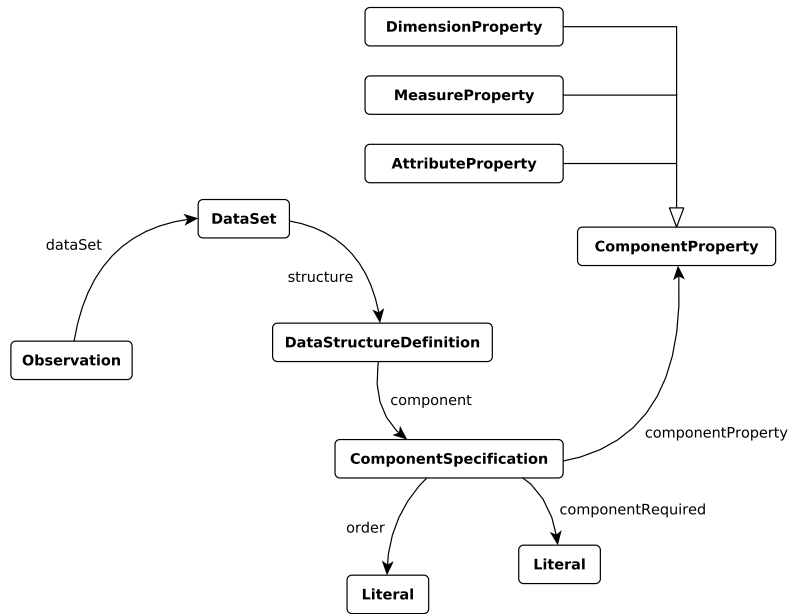 DimensionProperty
MeasureProperty
AttributeProperty
DataSet
dataSet
ComponentProperty
structure
DataStructureDefinition
Observation
component
componentProperty
ComponentSpecification
componentRequired
order
Literal
Literal